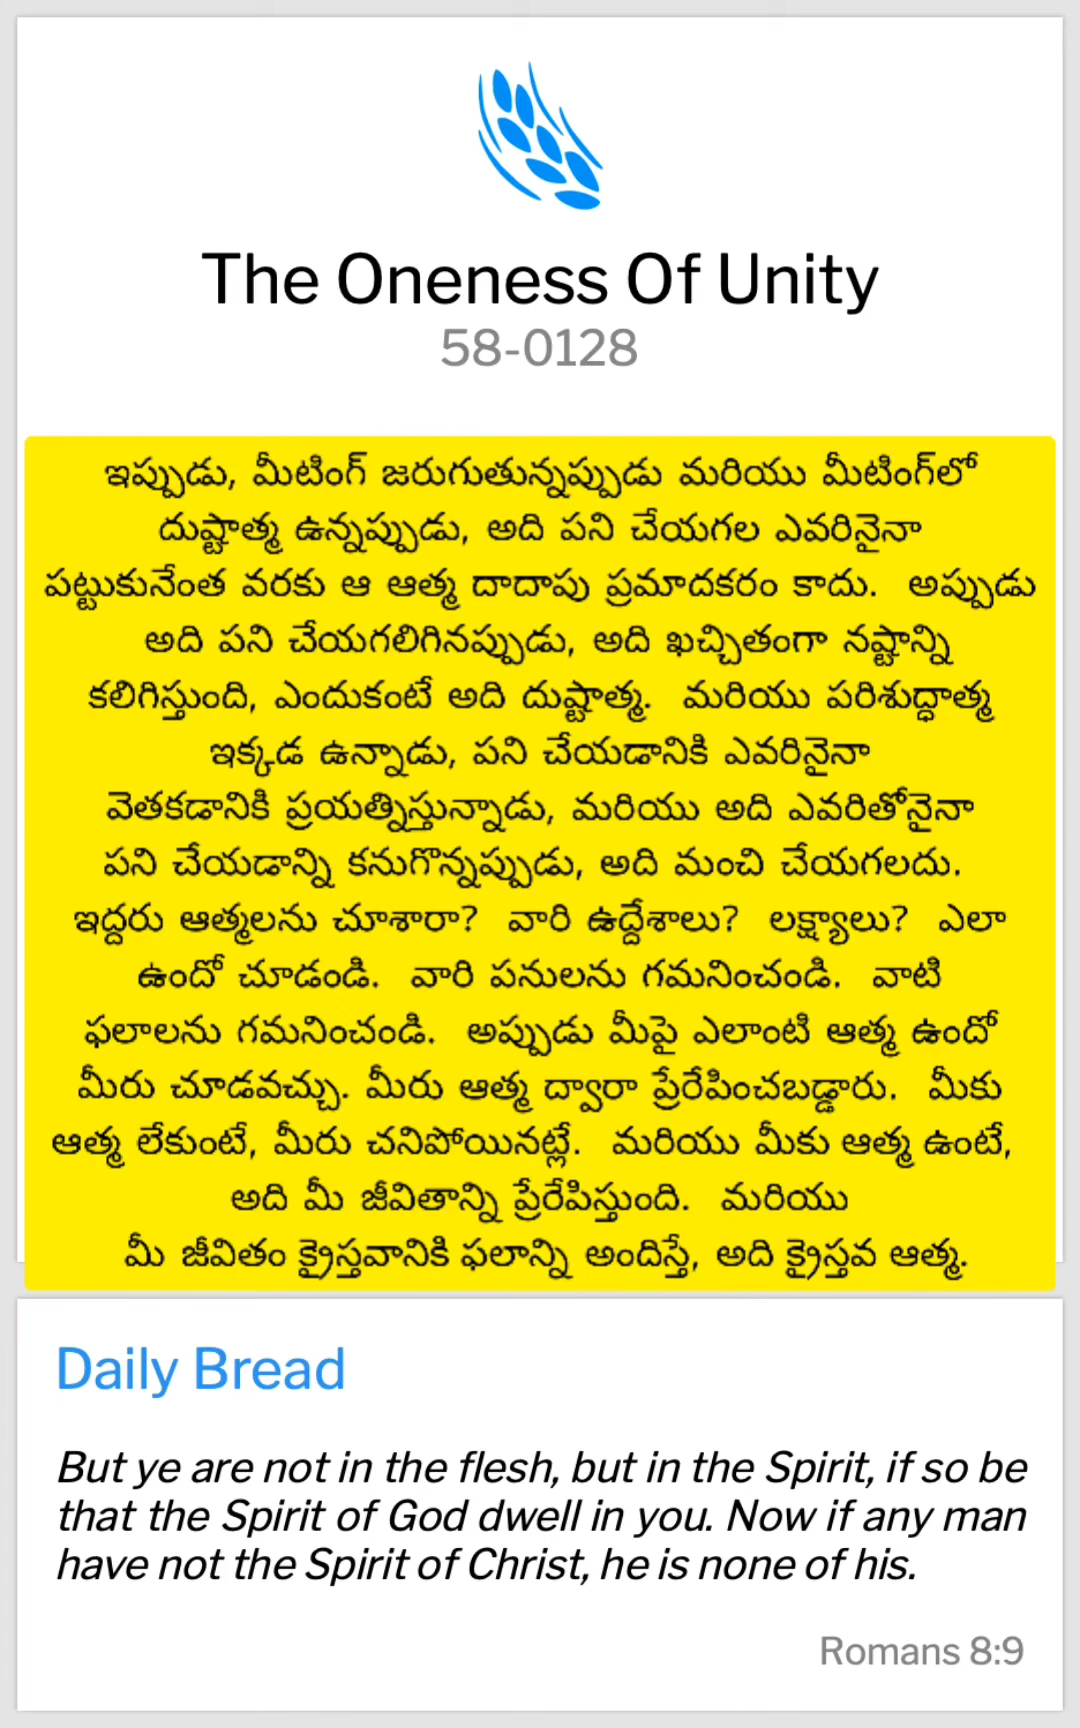 The Oneness Of Unity
58-0128
ఇప్పుడు, మీటింగ్ జరుగుతున్నప్పుడు మరియు మీటింగ్‌లో
దుష్టాత్మ ఉన్నప్పుడు, అది పని చేయగల ఎవరినైనా
పట్టుకునేంత వరకు ఆ ఆత్మ దాదాపు ప్రమాదకరం కాదు. అప్పుడు
అది పని చేయగలిగినప్పుడు, అది ఖచ్చితంగా నష్టాన్ని
కలిగిస్తుంది, ఎందుకంటే అది దుష్టాత్మ. మరియు పరిశుద్ధాత్మ
ఇక్కడ ఉన్నాడు, పని చేయడానికి ఎవరినైనా
వెతకడానికి ప్రయత్నిస్తున్నాడు, మరియు అది ఎవరితోనైనా
పని చేయడాన్ని కనుగొన్నప్పుడు, అది మంచి చేయగలదు.
ఇద్దరు ఆత్మలను చూశారా? వారి ఉద్దేశాలు? లక్ష్యాలు? ఎలా
ఉందో చూడండి. వారి పనులను గమనించండి. వాటి
ఫలాలను గమనించండి. అప్పుడు మీపై ఎలాంటి ఆత్మ ఉందో
మీరు చూడవచ్చు. మీరు ఆత్మ ద్వారా ప్రేరేపించబడ్డారు. మీకు
ఆత్మ లేకుంటే, మీరు చనిపోయినట్లే. మరియు మీకు ఆత్మ ఉంటే,
అది మీ జీవితాన్ని ప్రేరేపిస్తుంది. మరియు
మీ జీవితం క్రైస్తవానికి ఫలాన్ని అందిస్తే, అది క్రైస్తవ ఆత్మ.
Daily Bread
But ye are not in the flesh, but in the Spirit, if so be
that the Spirit of God dwell in you. Now if any man
have not the Spirit of Christ, he is none of his.
Romans 8:9